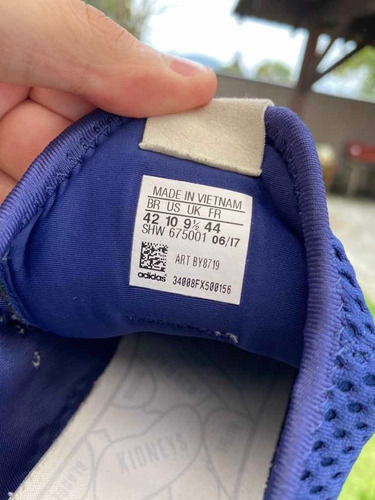 MADE IN VIETNAM
BR US UK FR
42 10 9½ 44
SHW 675001 06/17
ART BY8719
adidas 34008FX500156
KIDNEYS